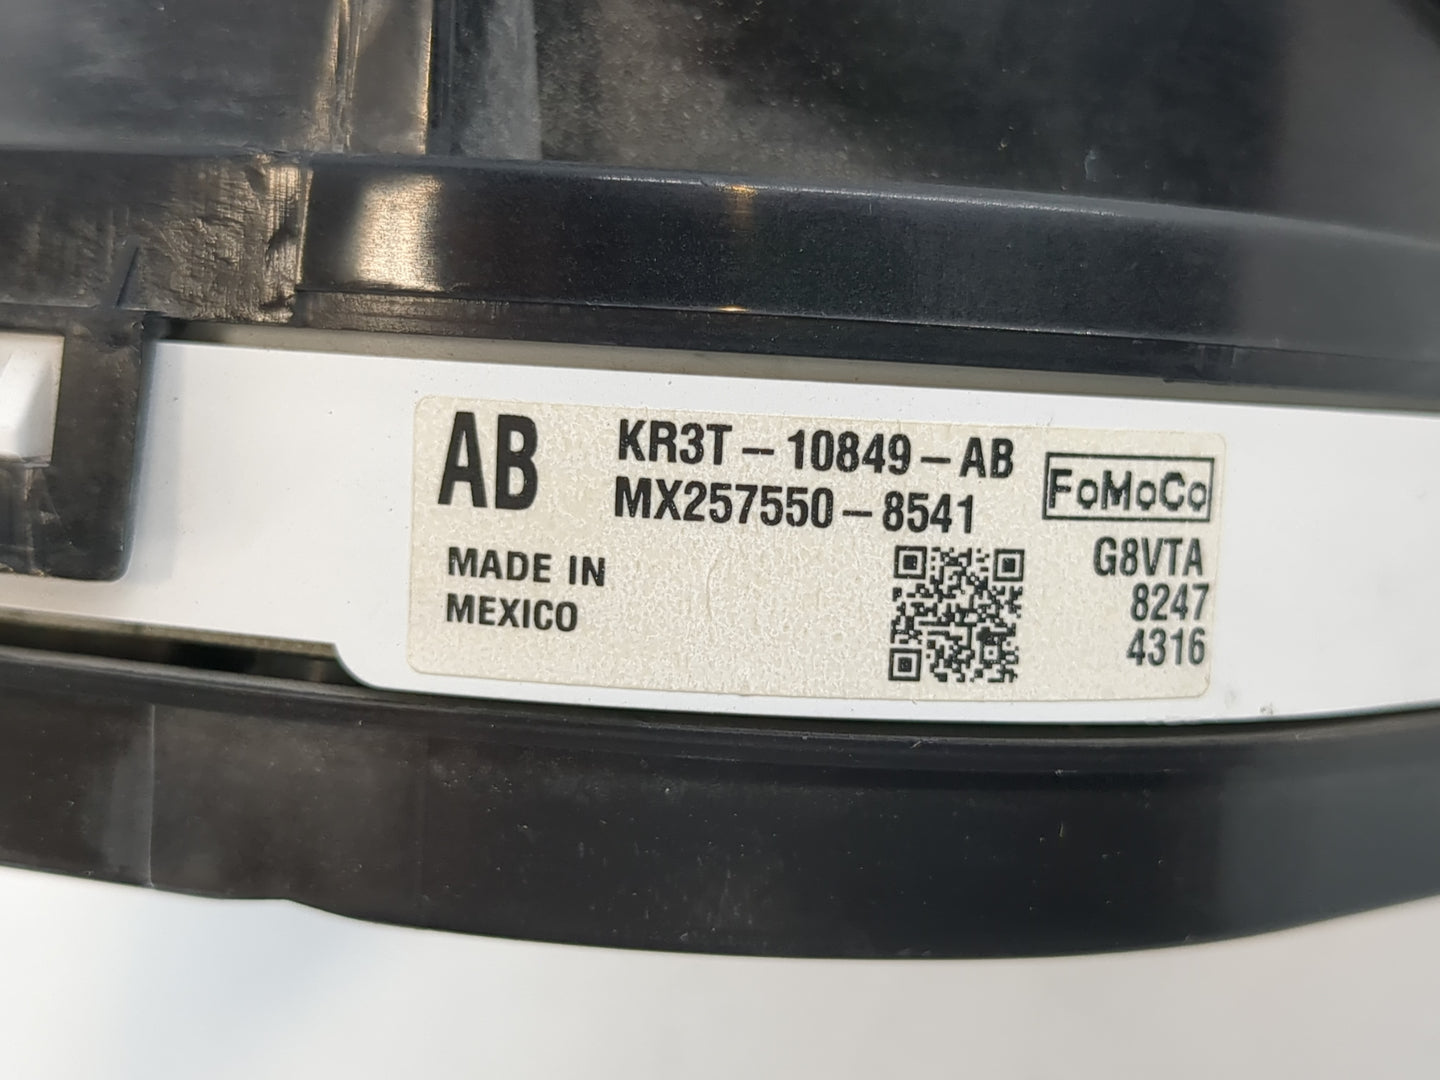 AB
KR3T-10849-AB
MX257550-8541
FoMoCo
MADE IN
MEXICO
G8VTA
8247
4316